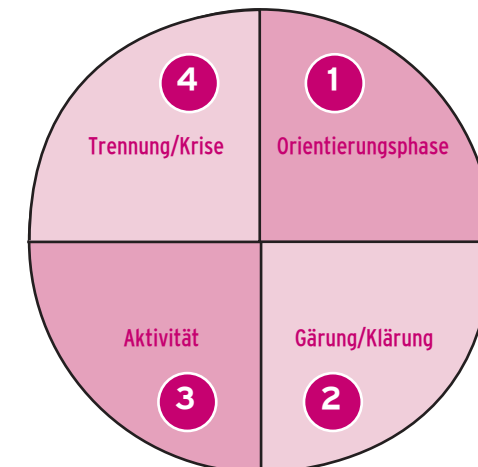 4
Trennung/Krise
1
Orientierungsphase
Aktivität
3
Gärung/Klärung
2